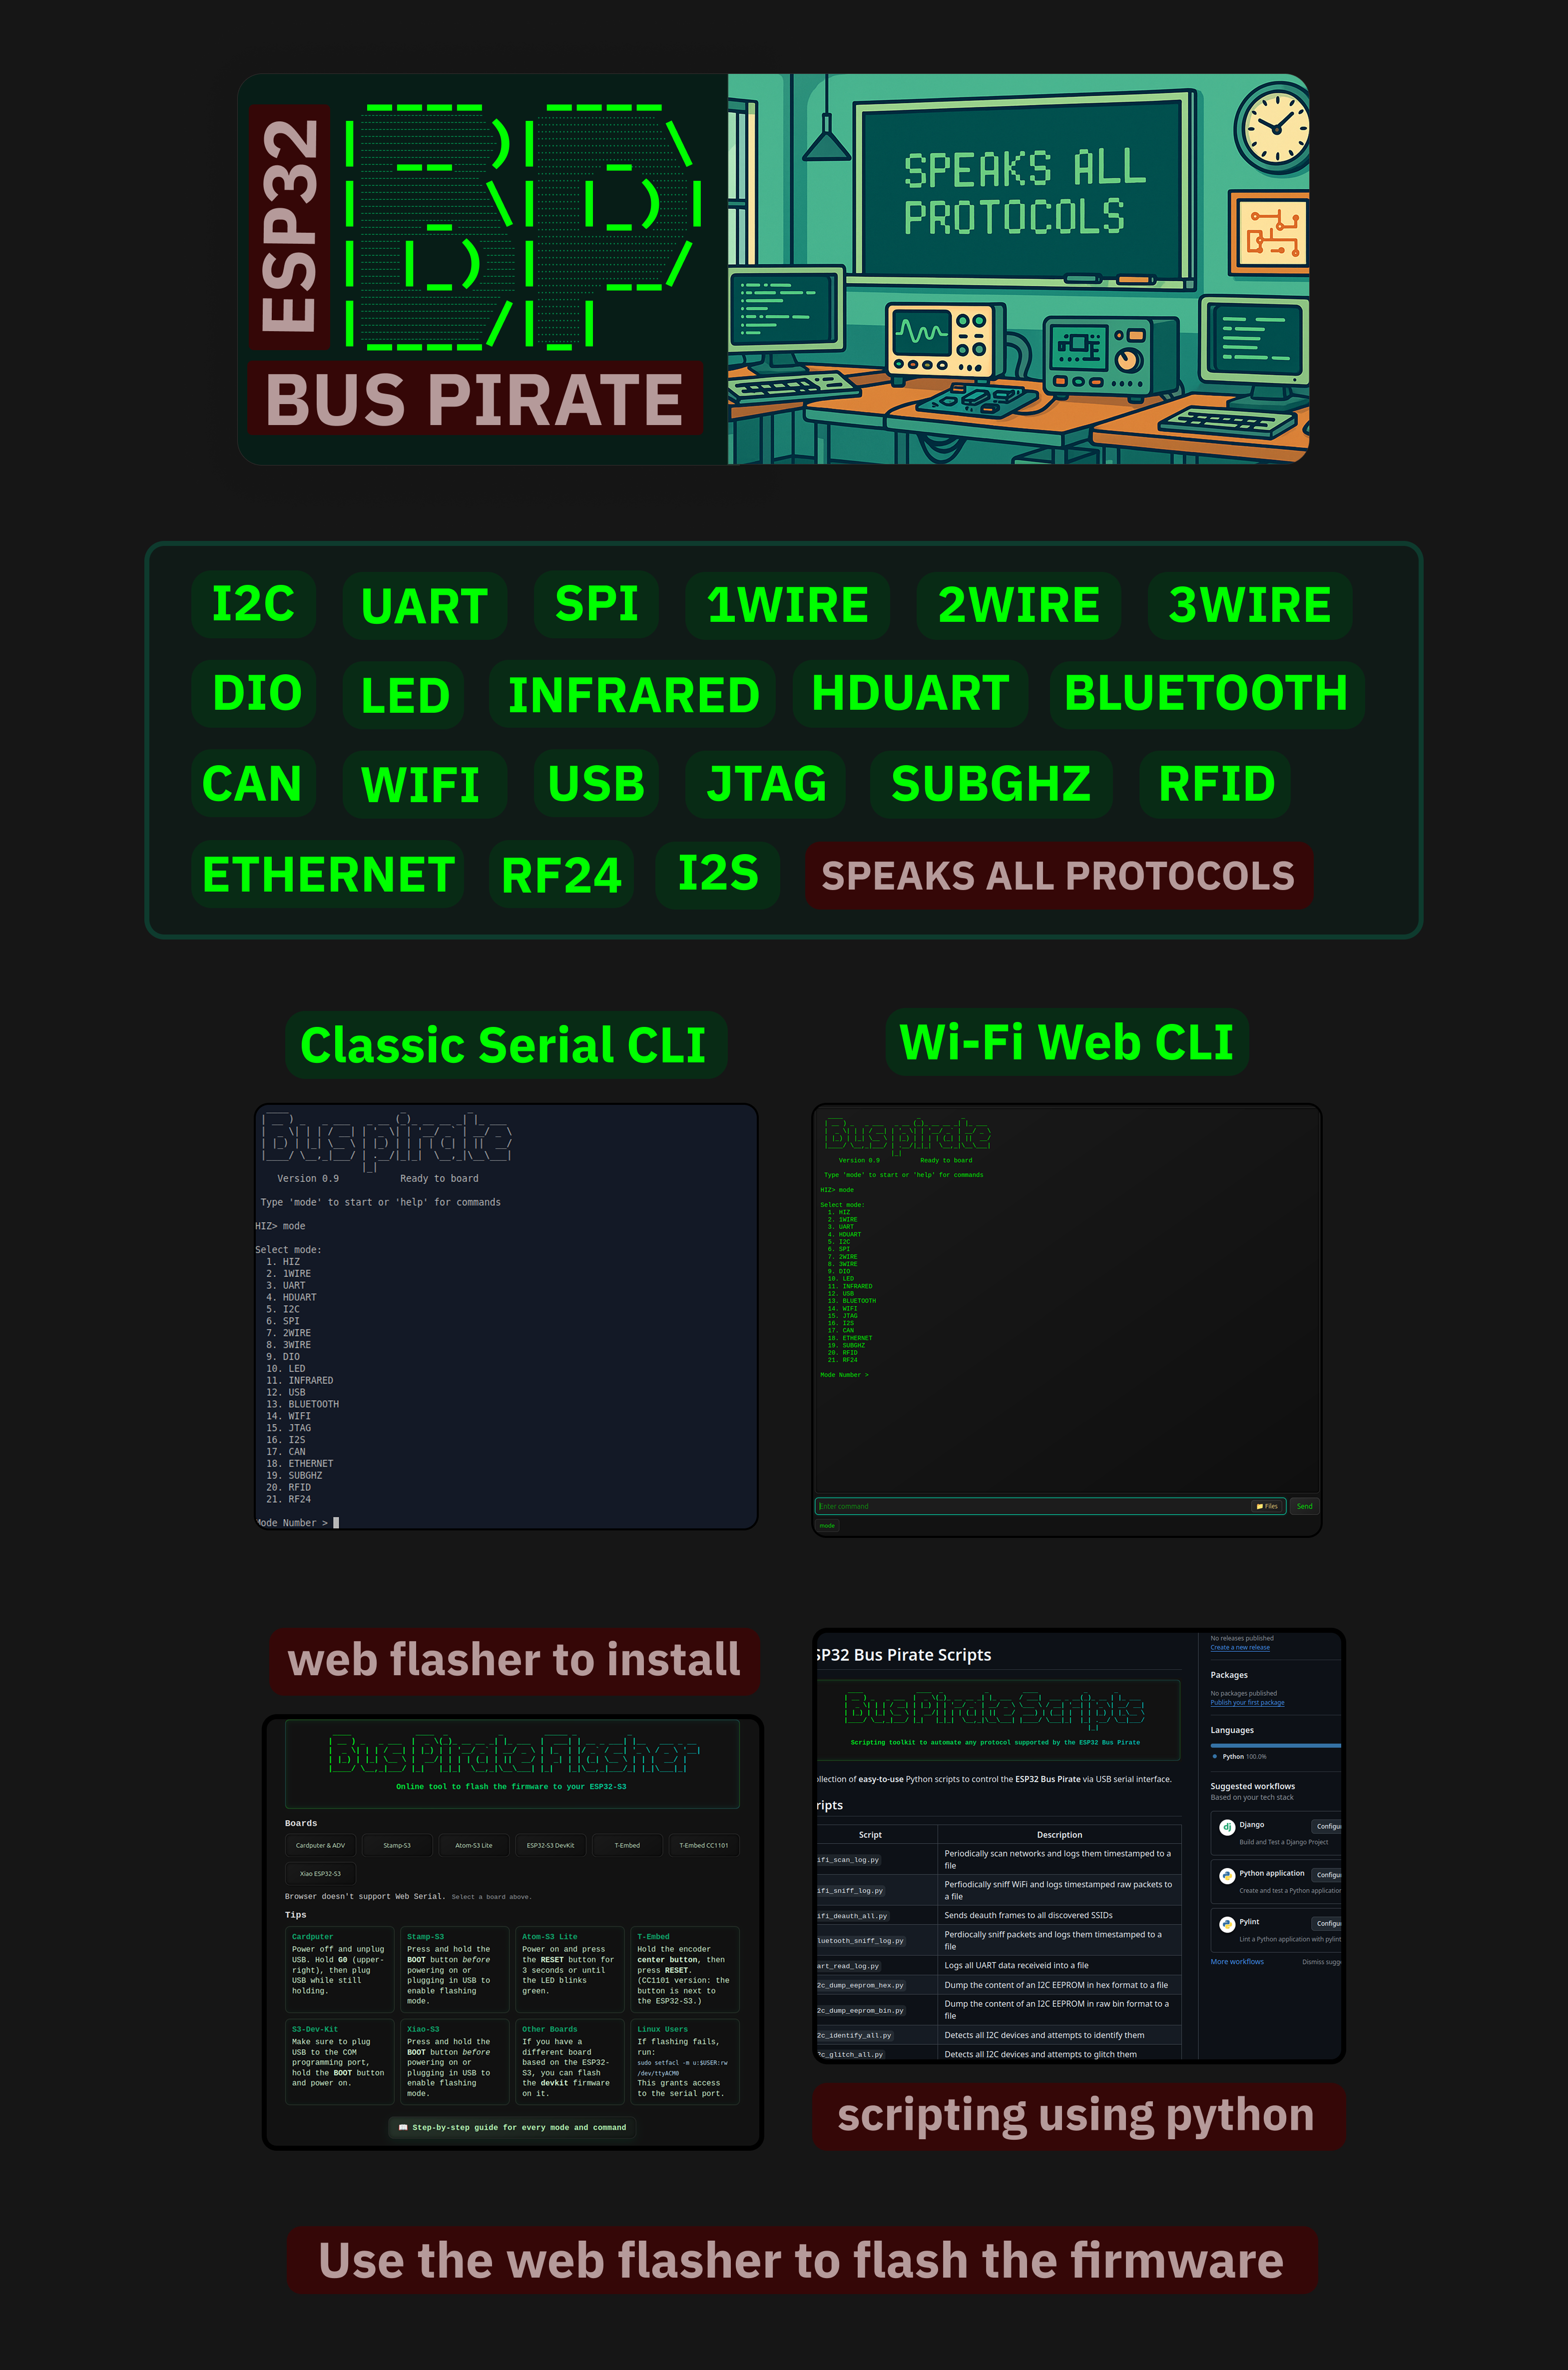 ESP32
BUS PIRATE
SPEAKS ALL
PROTOCOLS
I2C UART SPI 1WIRE 2WIRE 3WIRE
DIO LED INFRARED HDUART BLUETOOTH
CAN WIFI USB JTAG SUBGHZ RFID
ETHERNET RF24 I2S SPEAKS ALL PROTOCOLS
Classic Serial CLI
Version 0.9 Ready to board
Type 'mode' to start or 'help' for commands
HIZ> mode
Select mode:
1. HIZ
2. 1WIRE
3. UART
4. HDUART
5. I2C
6. SPI
7. 2WIRE
8. 3WIRE
9. DIO
10. LED
11. INFRARED
12. USB
13. BLUETOOTH
14. WIFI
15. JTAG
16. I2S
17. CAN
18. ETHERNET
19. SUBGHZ
20. RFID
21. RF24
Mode Number >
Wi-Fi Web CLI
Version 0.9 Ready to board
Type 'mode' to start or 'help' for commands
HIZ> mode
Select mode:
1. HIZ
2. 1WIRE
3. UART
4. HDUART
5. I2C
6. SPI
7. 2WIRE
8. 3WIRE
9. DIO
10. LED
11. INFRARED
12. USB
13. BLUETOOTH
14. WIFI
15. JTAG
16. I2S
17. CAN
18. ETHERNET
19. SUBGHZ
20. RFID
21. RF24
Mode Number >
Enter command Files Send
mode
web flasher to install
Online tool to flash the firmware to your ESP32-S3
Boards
Cardputer & ADV Stamp-S3 Atom-S3 Lite ESP32-S3 DevKit T-Embed T-Embed CC1101
Xiao ESP32-S3
Browser doesn't support Web Serial. Select a board above.
Tips
Cardputer
Power off and unplug
USB. Hold G0 (upper-
right), then plug
USB while still
holding.
Stamp-S3
Press and hold the
BOOT button before
powering on or
plugging in USB to
enable flashing
mode.
Atom-S3 Lite
Power on and press
the RESET button for
3 seconds or until
the LED blinks
green.
T-Embed
Hold the encoder
center button, then
press RESET.
(CC1101 version: the
button is next to
the ESP32-S3.)
S3-Dev-Kit
Make sure to plug
USB to the COM
programming port,
hold the BOOT button
and power on.
Xiao-S3
Press and hold the
BOOT button before
powering on or
plugging in USB to
enable flashing
mode.
Other Boards
If you have a
different board
based on the ESP32-
S3, you can flash
the devkit firmware
on it.
Linux Users
If flashing fails,
run:
sudo setfacl -m u:$USER:rw
/dev/ttyACM0
This grants access
to the serial port.
Step-by-step guide for every mode and command
SP32 Bus Pirate Scripts
Scripting toolkit to automate any protocol supported by the ESP32 Bus Pirate
ollection of easy-to-use Python scripts to control the ESP32 Bus Pirate via USB serial interface.
ripts
Script Description
ifi_scan_log.py Periodically scan networks and logs them timestamped to a
file
ifi_sniff_log.py Perfiodically sniff WiFi and logs timestamped raw packets to
a file
ifi_deauth_all.py Sends deauth frames to all discovered SSIDs
luetooth_sniff_log.py Perdiocally sniff packets and logs them timestamped to a
file
art_read_log.py Logs all UART data receiveid into a file
2c_dump_eeprom_hex.py Dump the content of an I2C EEPROM in hex format to a file
2c_dump_eeprom_bin.py Dump the content of an I2C EEPROM in raw bin format to a
file
2c_identify_all.py Detects all I2C devices and attempts to identify them
2c_glitch_all.py Detects all I2C devices and attempts to glitch them
No releases published
Create a new release
Packages
No packages published
Publish your first package
Languages
Python 100.0%
Suggested workflows
Based on your tech stack
dj Django Configu
Build and Test a Django Project
Python application Configu
Create and test a Python application
Pylint Configu
Lint a Python application with pylint
More workflows Dismiss sugge
scripting using python
Use the web flasher to flash the firmware